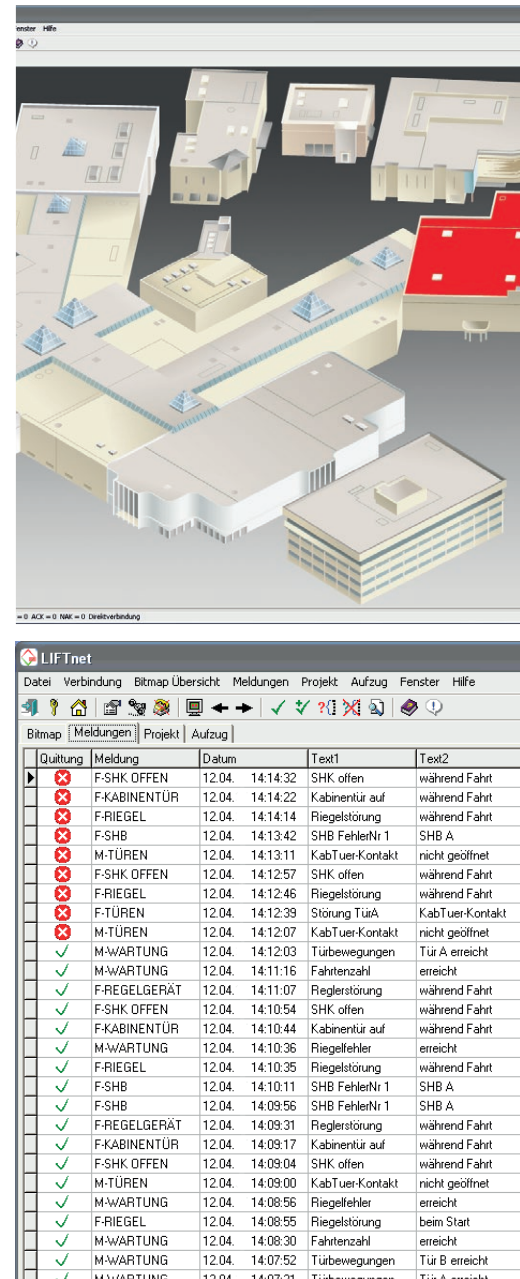 enster Hilfe
= 0 ACK = 0 NAK = 0 Direktverbindung
LIFTnet
Datei Verbindung Bitmap Übersicht Meldungen Projekt Aufzug Fenster Hilfe
Bitmap Meldungen Projekt Aufzug
Quittung Meldung Datum Text1 Text2
F-SHK OFFEN 12.04. 14:14:32 SHK offen während Fahrt
F-KABINENTÜR 12.04. 14:14:22 Kabinentür auf während Fahrt
F-RIEGEL 12.04. 14:14:14 Riegelstörung während Fahrt
F-SHB 12.04. 14:13:42 SHB FehlerNr 1 SHB A
M-TÜREN 12.04. 14:13:11 KabTuer-Kontakt nicht geöffnet
F-SHK OFFEN 12.04. 14:12:57 SHK offen während Fahrt
F-RIEGEL 12.04. 14:12:46 Riegelstörung während Fahrt
F-TÜREN 12.04. 14:12:39 Störung TürA KabTuer-Kontakt
M-TÜREN 12.04. 14:12:07 KabTuer-Kontakt nicht geöffnet
M-WARTUNG 12.04. 14:12:03 Türbewegungen Tür A erreicht
M-WARTUNG 12.04. 14:11:16 Fahrtenzahl erreicht
F-REGELGERÄT 12.04. 14:11:07 Reglerstörung während Fahrt
F-SHK OFFEN 12.04. 14:10:54 SHK offen während Fahrt
F-KABINENTÜR 12.04. 14:10:44 Kabinentür auf während Fahrt
M-WARTUNG 12.04. 14:10:36 Riegelfehler erreicht
F-RIEGEL 12.04. 14:10:35 Riegelstörung während Fahrt
F-SHB 12.04. 14:10:11 SHB FehlerNr 1 SHB A
F-SHB 12.04. 14:09:56 SHB FehlerNr 1 SHB A
F-REGELGERÄT 12.04. 14:09:31 Reglerstörung während Fahrt
F-KABINENTÜR 12.04. 14:09:17 Kabinentür auf während Fahrt
F-SHK OFFEN 12.04. 14:09:04 SHK offen während Fahrt
M-TÜREN 12.04. 14:09:00 KabTuer-Kontakt nicht geöffnet
M-WARTUNG 12.04. 14:08:56 Riegelfehler erreicht
F-RIEGEL 12.04. 14:08:55 Riegelstörung beim Start
M-WARTUNG 12.04. 14:08:30 Fahrtenzahl erreicht
M-WARTUNG 12.04. 14:07:52 Türbewegungen Tür B erreicht
M-WARTUNG 12.04. 14:07:21 Türbewegungen Tür A erreicht